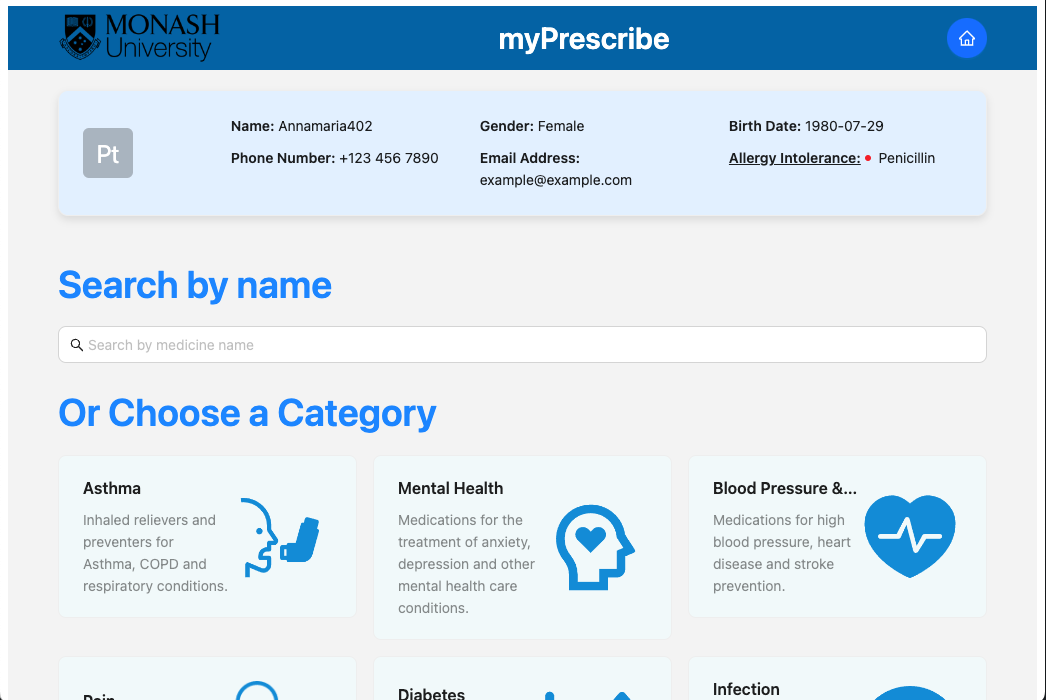 MONASH
University
myPrescribe
Pt
Name: Annamaria402
Gender: Female
Birth Date: 1980-07-29
Phone Number: +123 456 7890
Email Address:
example@example.com
Allergy Intolerance: • Penicillin
Search by name
Search by medicine name
Or Choose a Category
Asthma
Inhaled relievers and
preventers for
Asthma, COPD and
respiratory conditions.
Mental Health
Medications for the
treatment of anxiety,
depression and other
mental health care
conditions.
Blood Pressure &...
Medications for high
blood pressure, heart
disease and stroke
prevention.
Pain
Diabetes
Infection